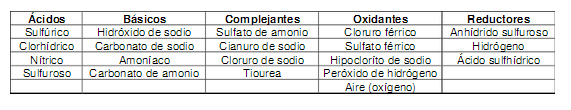 Ácidos Básicos Complejantes Oxidantes Reductores
Sulfúrico Hidróxido de sodio Sulfato de amonio Cloruro férrico Anhídrido sulfuroso
Clorhídrico Carbonato de sodio Cianuro de sodio Sulfato férrico Hidrógeno
Nítrico Amoníaco Cloruro de sodio Hipoclorito de sodio Ácido sulfhídrico
Sulfuroso Carbonato de amonio Tiourea Peróxido de hidrógeno
Aire (oxígeno)